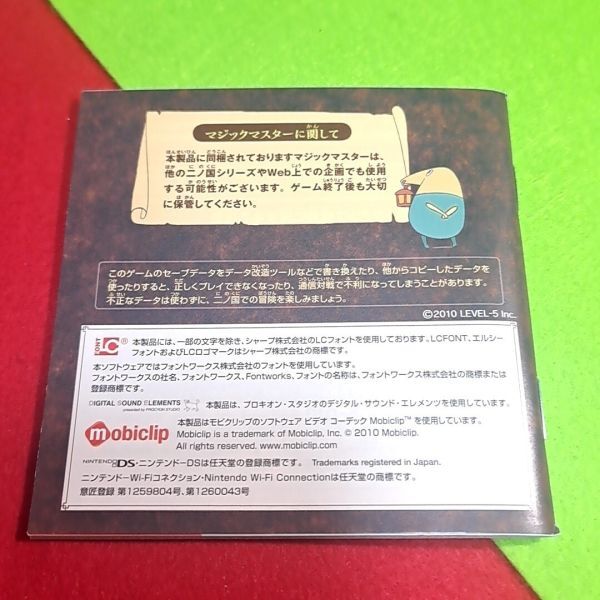 マジックマスターに関して
本製品に同梱されておりますマジックマスターは、
他の二ノ国シリーズやWeb上での企画でも使用
する可能性がございます。ゲーム終了後も大切
に保管してください。
このゲームのセーブデータをデータ改造ツールなどで書き換えたり、他からコピーしたデータを
使ったりすると、正しくプレイできなくなったり、通信対戦で不利になってしまうことがあります。
不正なデータは使わずに、二ノ国での冒険を楽しみましょう。
©2010 LEVEL-5 Inc.
LC FONT ® 本製品には、一部の文字を除き、シャープ株式会社のLCフォントを使用しております。LCFONT、エルシー
フォントおよびLCロゴマークはシャープ株式会社の商標です。
本ソフトウェアではフォントワークス株式会社のフォントを使用しています。
フォントワークスの社名、フォントワークス、Fontworks、フォントの名称は、フォントワークス株式会社の商標または
登録商標です。
DIGITAL SOUND ELEMENTS 本製品は、プロキオン・スタジオのデジタル・サウンド・エレメンツを使用しています。
presented by PROCYON STUDIO
mobiclip 本製品はモビクリップのソフトウェア ビデオ コーデック Mobiclip™ を使用しています。
Mobiclip is a trademark of Mobiclip, Inc. © 2010 Mobiclip.
All rights reserved. www.mobiclip.com
NINTENDO DS・ニンテンドーDSは任天堂の登録商標です。 Trademarks registered in Japan.
ニンテンドーWi-Fiコネクション・Nintendo Wi-Fi Connectionは任天堂の商標です。
意匠登録 第1259804号、第1260043号